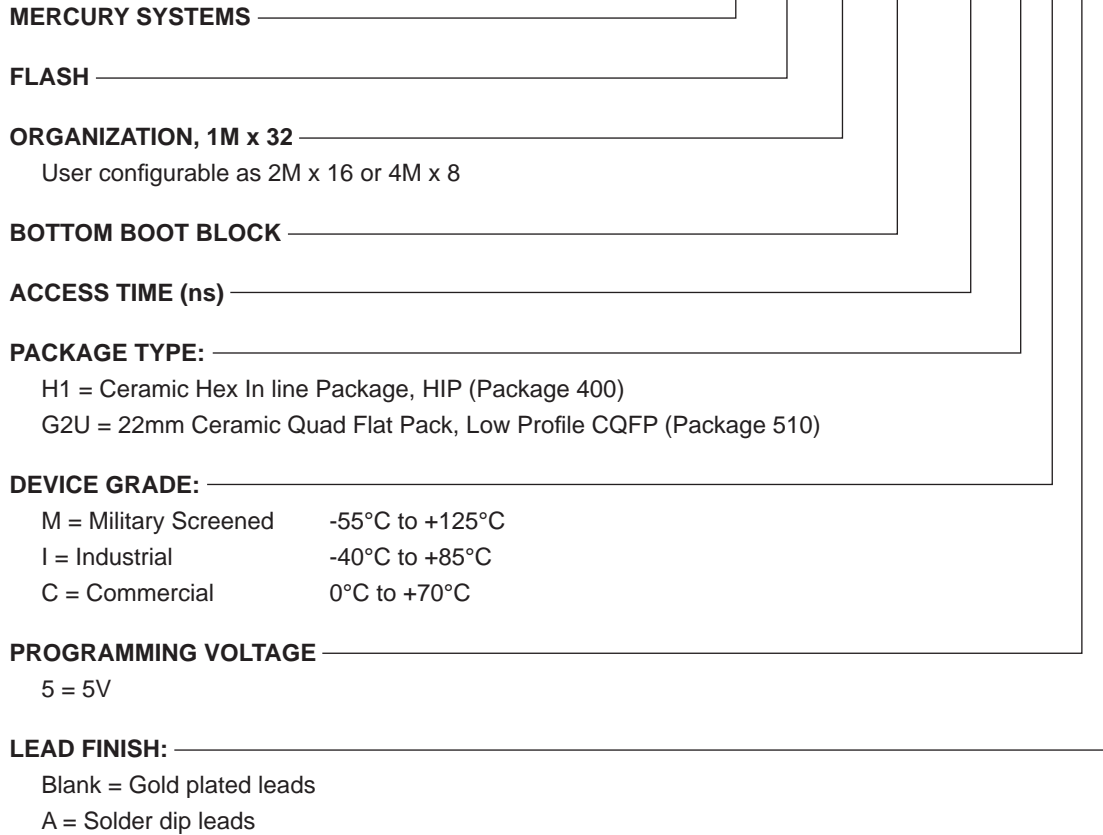 MERCURY SYSTEMS
FLASH
ORGANIZATION, 1M x 32
User configurable as 2M x 16 or 4M x 8
BOTTOM BOOT BLOCK
ACCESS TIME (ns)
PACKAGE TYPE:
H1 = Ceramic Hex In line Package, HIP (Package 400)
G2U = 22mm Ceramic Quad Flat Pack, Low Profile CQFP (Package 510)
DEVICE GRADE:
M = Military Screened -55°C to +125°C
I = Industrial -40°C to +85°C
C = Commercial 0°C to +70°C
PROGRAMMING VOLTAGE
5 = 5V
LEAD FINISH:
Blank = Gold plated leads
A = Solder dip leads